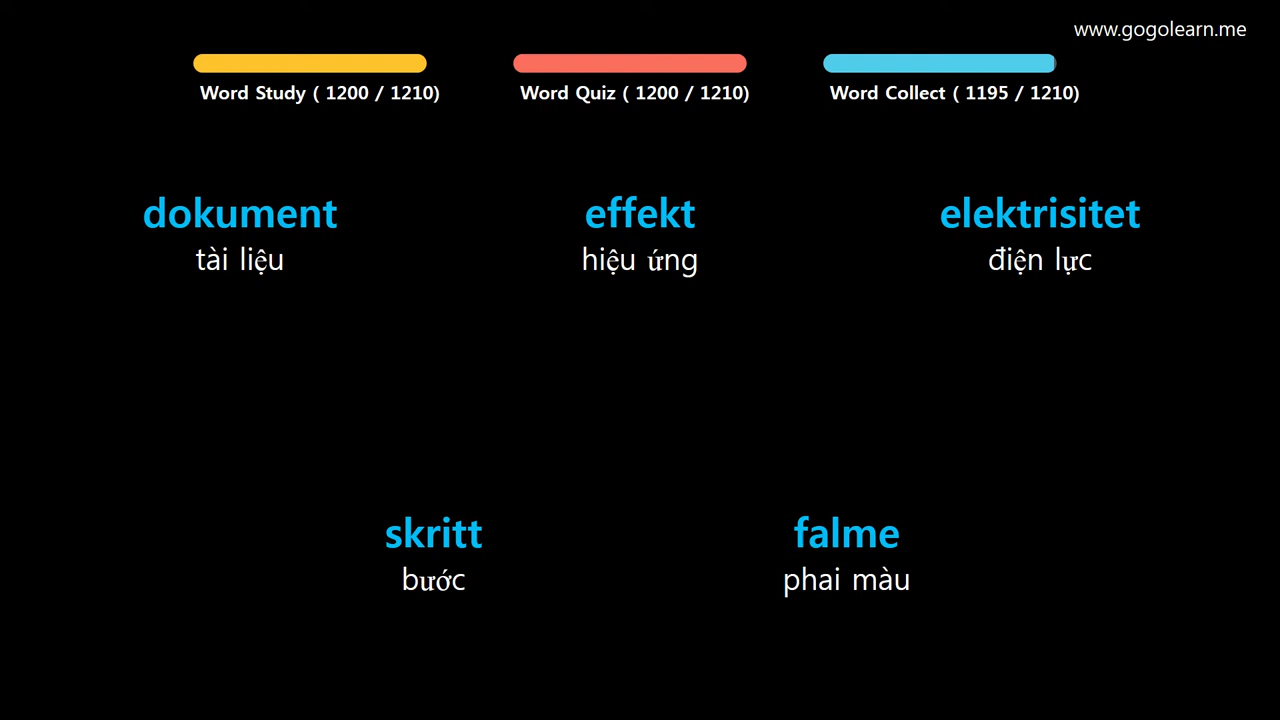 www.gogolearn.me
Word Study ( 1200 / 1210)
Word Quiz ( 1200 / 1210)
Word Collect ( 1195 / 1210)
dokument
tài liệu
effekt
hiệu ứng
elektrisitet
điện lực
skritt
bước
falme
phai màu